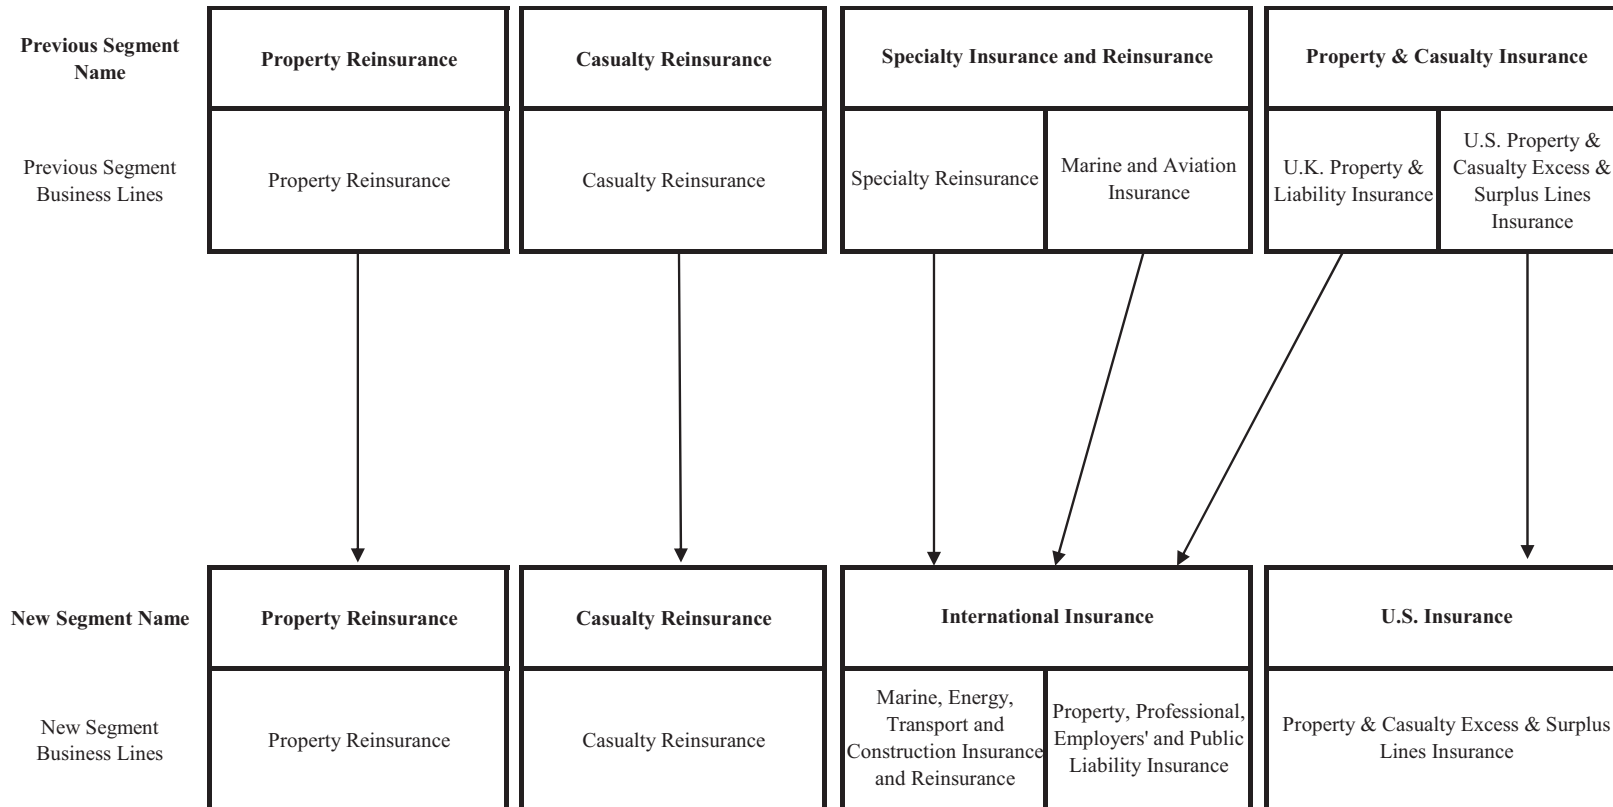 Previous Segment
Name
Property Reinsurance
Casualty Reinsurance
Specialty Insurance and Reinsurance
Property & Casualty Insurance
Previous Segment
Business Lines
Property Reinsurance
Casualty Reinsurance
Specialty Reinsurance
Marine and Aviation
Insurance
U.K. Property &
Liability Insurance
U.S. Property &
Casualty Excess &
Surplus Lines
Insurance
New Segment Name
Property Reinsurance
Casualty Reinsurance
International Insurance
U.S. Insurance
New Segment
Business Lines
Property Reinsurance
Casualty Reinsurance
Marine, Energy,
Transport and
Construction Insurance
and Reinsurance
Property, Professional,
Employers' and Public
Liability Insurance
Property & Casualty Excess & Surplus
Lines Insurance